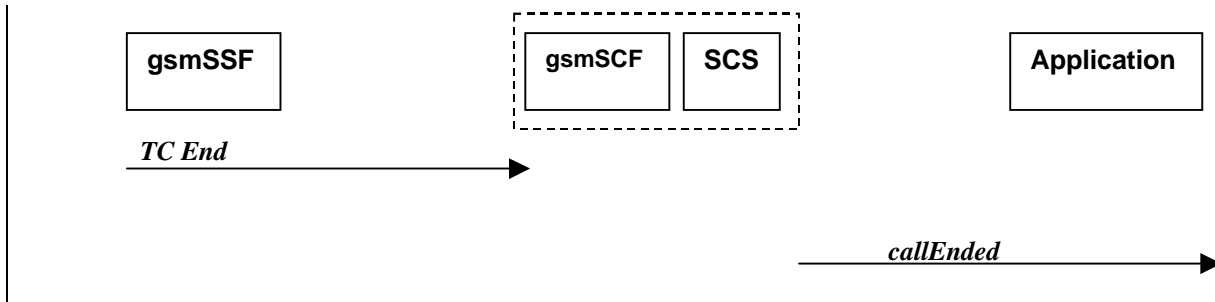 gsmSSF
gsmSCF
SCS
Application
TC End
callEnded